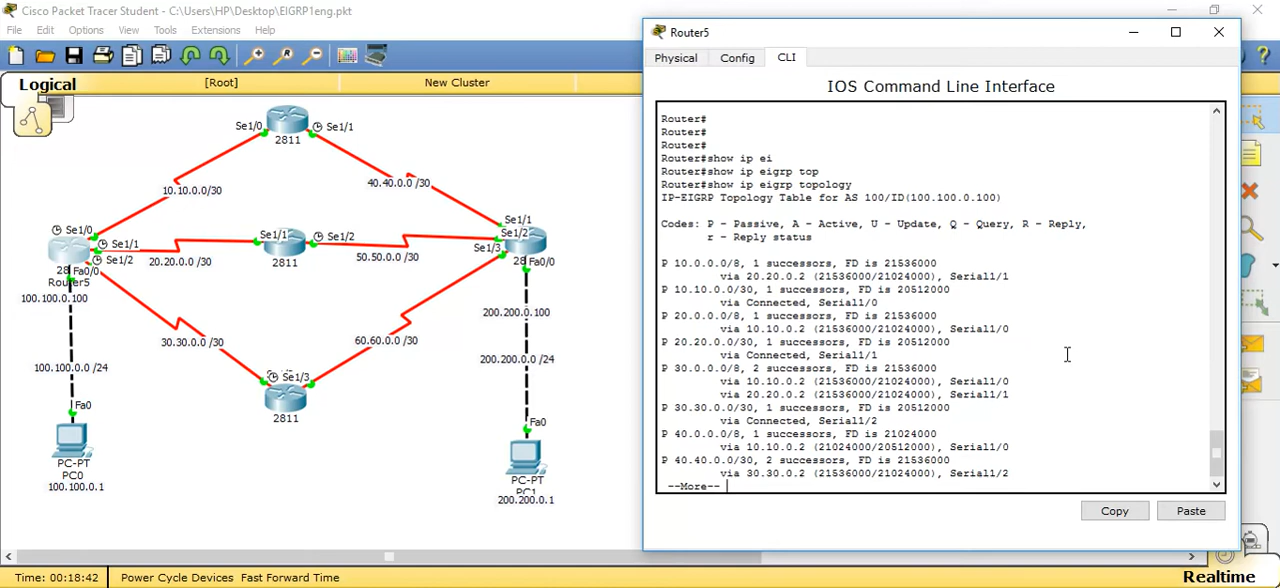 Cisco Packet Tracer Student - C:\Users\HP\Desktop\EIGRP1eng.pkt
File Edit Options View Tools Extensions Help
Logical
[Root]
New Cluster
Se1/0
Se1/1
2811
10.10.0.0/30
40.40.0.0 /30
Se1/0
Se1/1
Se1/2
28
Fa0/0
Router5
100.100.0.100
20.20.0.0 /30
Se1/1
Se1/2
2811
50.50.0.0 /30
Se1/1
Se1/2
Se1/3
28
Fa0/0
200.200.0.100
30.30.0.0 /30
60.60.0.0 /30
Se1/3
2811
100.100.0.0 /24
200.200.0.0 /24
Fa0
PC-PT
PC0
100.100.0.1
Fa0
PC-PT
PC1
200.200.0.1
Router5
Physical Config CLI
IOS Command Line Interface
Router#
Router#
Router#
Router#show ip ei
Router#show ip eigrp top
Router#show ip eigrp topology
IP-EIGRP Topology Table for AS 100/ID(100.100.0.100)
Codes: P - Passive, A - Active, U - Update, Q - Query, R - Reply,
r - Reply status
P 10.0.0.0/8, 1 successors, FD is 21536000
via 20.20.0.2 (21536000/21024000), Serial1/1
P 10.10.0.0/30, 1 successors, FD is 20512000
via Connected, Serial1/0
P 20.0.0.0/8, 1 successors, FD is 21536000
via 10.10.0.2 (21536000/21024000), Serial1/0
P 20.20.0.0/30, 1 successors, FD is 20512000
via Connected, Serial1/1
P 30.0.0.0/8, 2 successors, FD is 21536000
via 10.10.0.2 (21536000/21024000), Serial1/0
via 20.20.0.2 (21536000/21024000), Serial1/1
P 30.30.0.0/30, 1 successors, FD is 20512000
via Connected, Serial1/2
P 40.0.0.0/8, 1 successors, FD is 21024000
via 10.10.0.2 (21024000/20512000), Serial1/0
P 40.40.0.0/30, 2 successors, FD is 21536000
via 30.30.0.2 (21536000/21024000), Serial1/2
--More--
Copy
Paste
Time: 00:18:42
Power Cycle Devices Fast Forward Time
Realtime